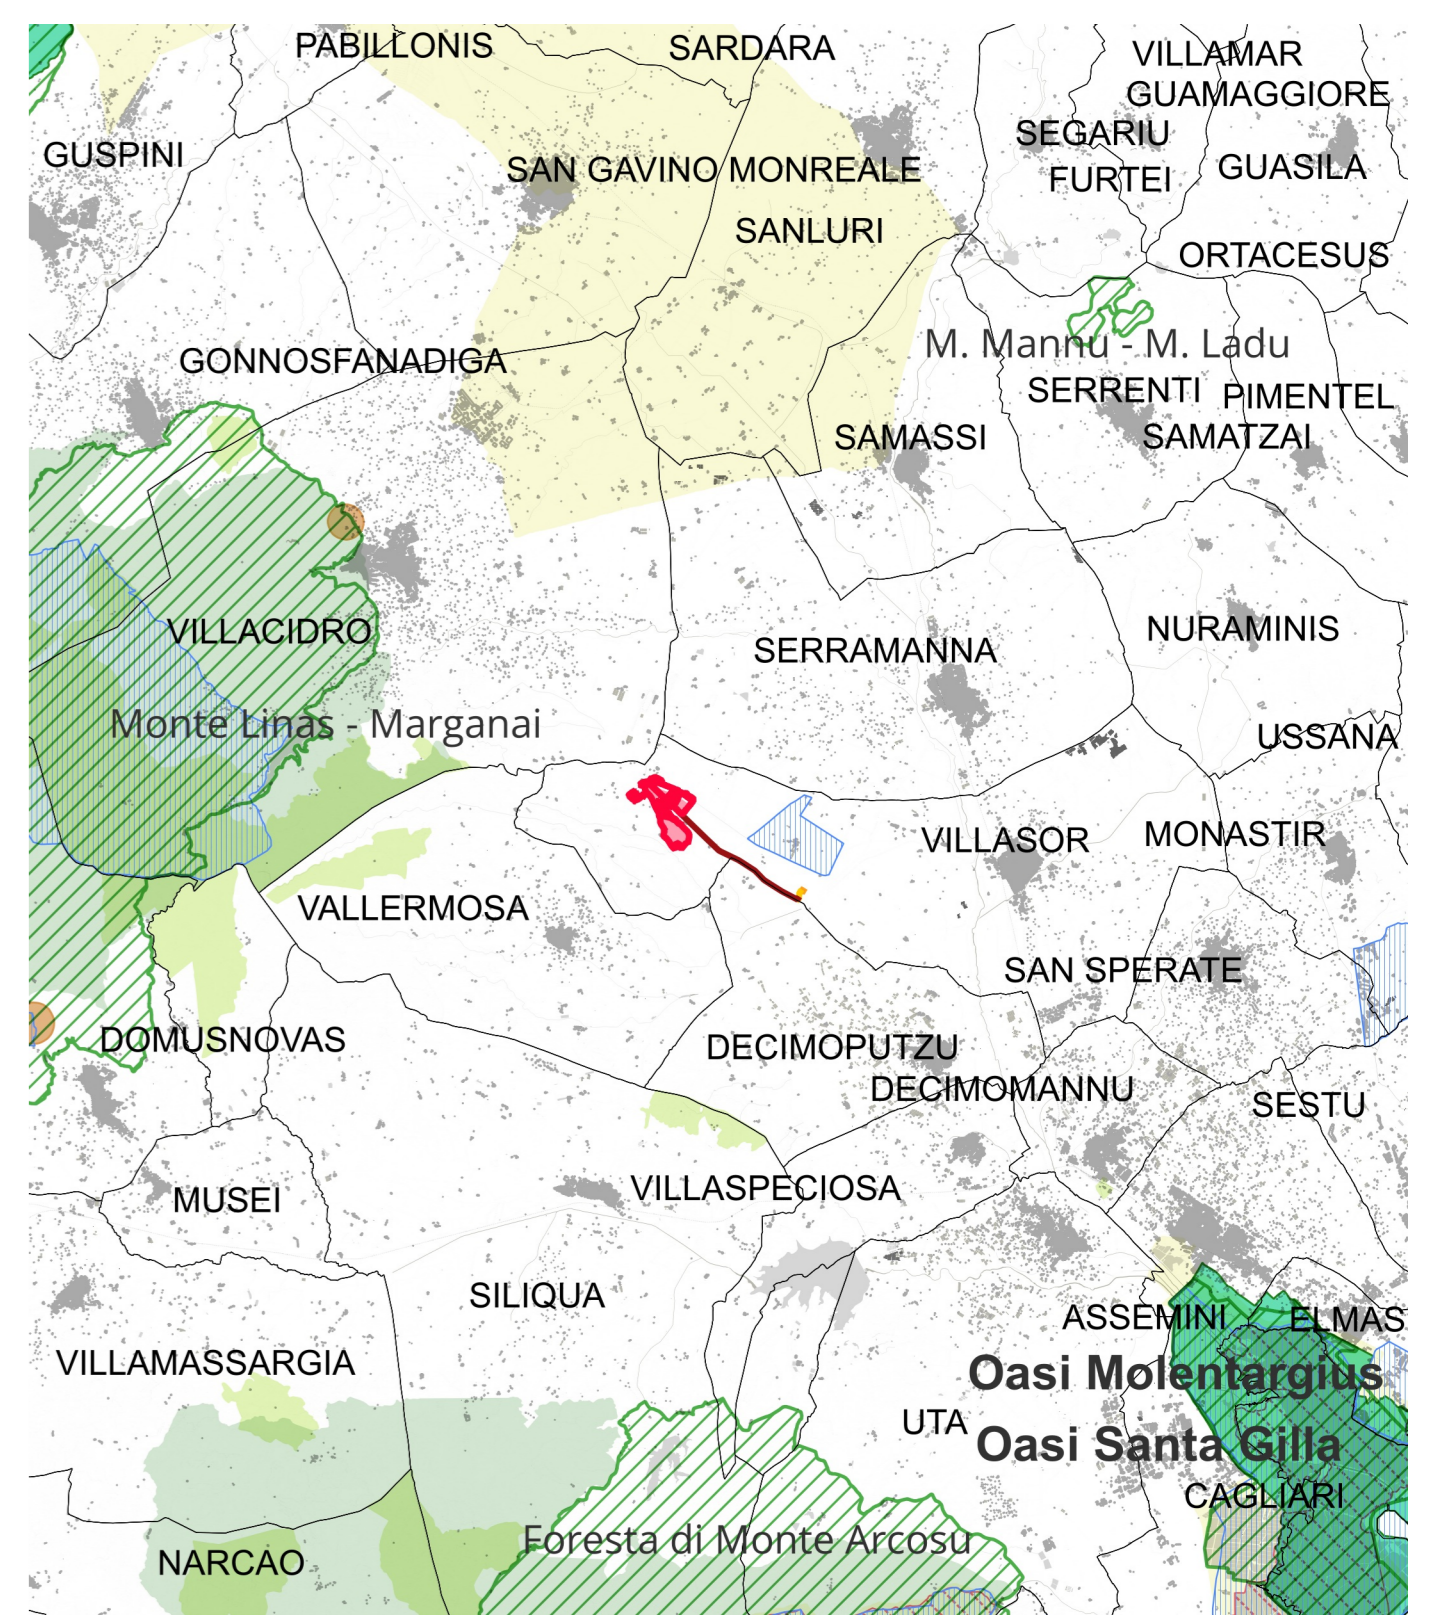 PABILLONIS
SARDARA
VILLAMAR
GUAMAGGIORE
SEGARIU
GUSPINI
SAN GAVINO MONREALE
GUASILA
FURTEI
SANLURI
ORTACESUS
M. Mannu - M. Ladu
GONNOSFANADIGA
SERRENTI
PIMENTEL
SAMASSI
SAMATZAI
VILLACIDRO
NURAMINIS
SERRAMANNA
Monte Linas - Marganai
USSANA
VILLASOR
MONASTIR
VALLERMOSA
SAN SPERATE
DOMUSNOVAS
DECIMOPUTZU
DECIMOMANNU
SESTU
VILLASPECIOSA
MUSEI
SILIQUA
ASSEMINI
ELMAS
VILLAMASSARGIA
Oasi Molentargius
UTA
Oasi Santa Gilla
CAGLIARI
Foresta di Monte Arcosu
NARCAO